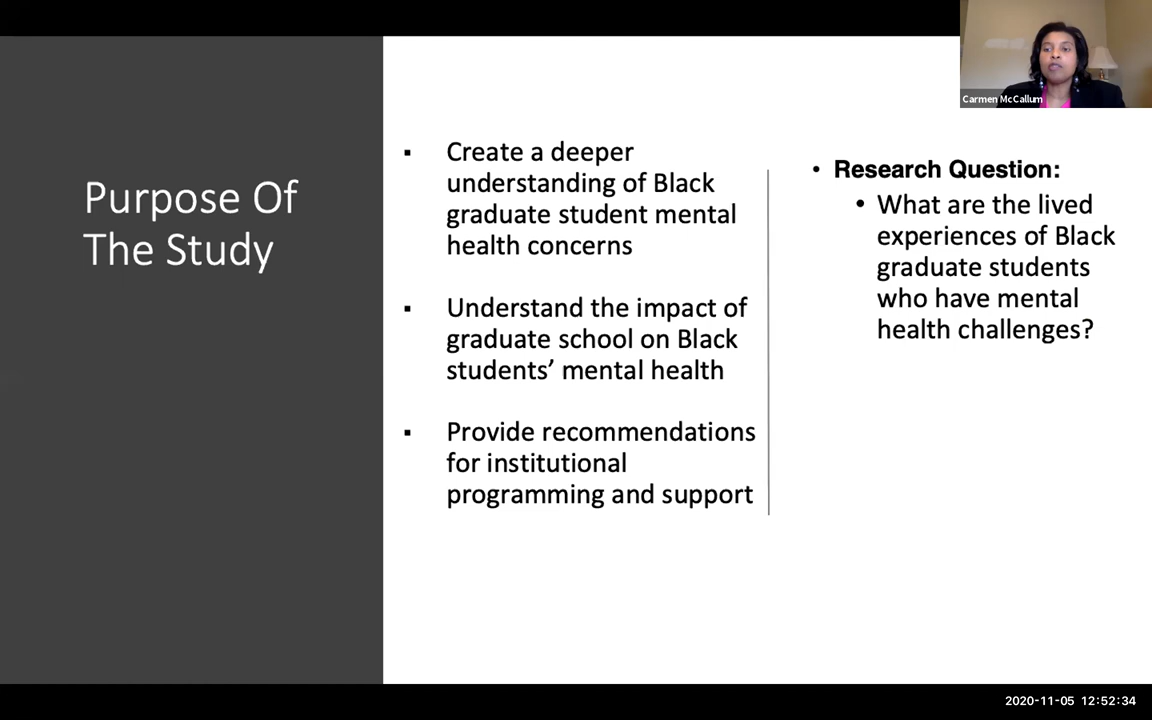 Purpose Of
The Study
▪ Create a deeper
understanding of Black
graduate student mental
health concerns
▪ Understand the impact of
graduate school on Black
students’ mental health
▪ Provide recommendations
for institutional
programming and support
• Research Question:
• What are the lived
experiences of Black
graduate students
who have mental
health challenges?
Carmen McCallum
2020-11-05 12:52:34